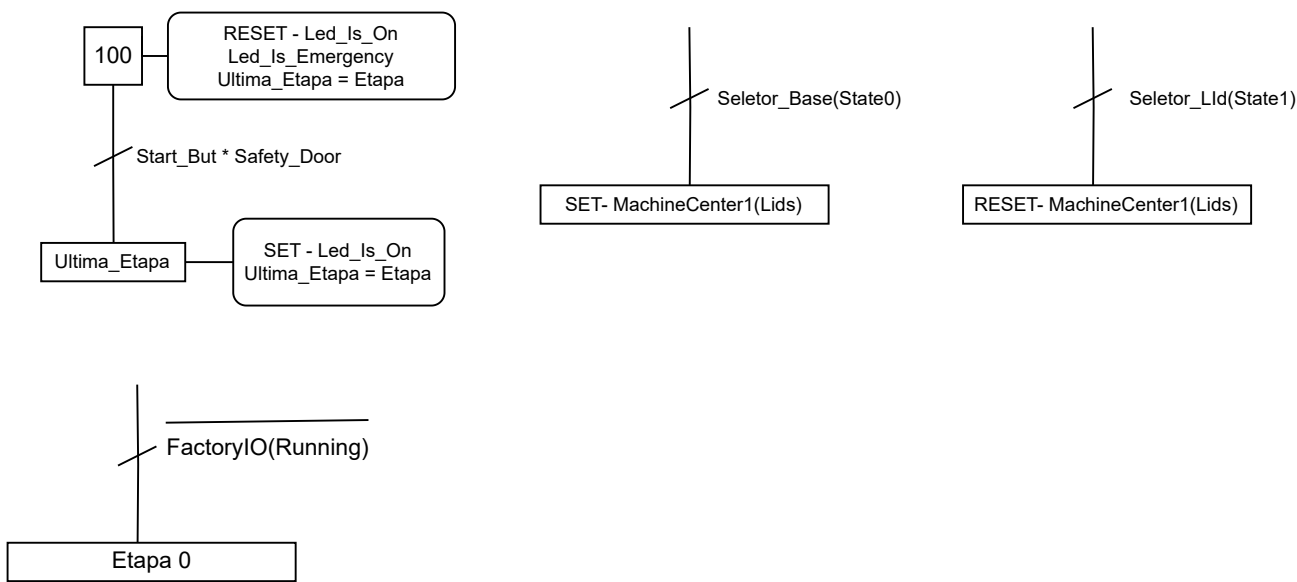 100
RESET - Led_Is_On
Led_Is_Emergency
Ultima_Etapa = Etapa
Start_But * Safety_Door
Ultima_Etapa
SET - Led_Is_On
Ultima_Etapa = Etapa
Seletor_Base(State0)
SET- MachineCenter1(Lids)
Seletor_LId(State1)
RESET- MachineCenter1(Lids)
FactoryIO(Running)
Etapa 0